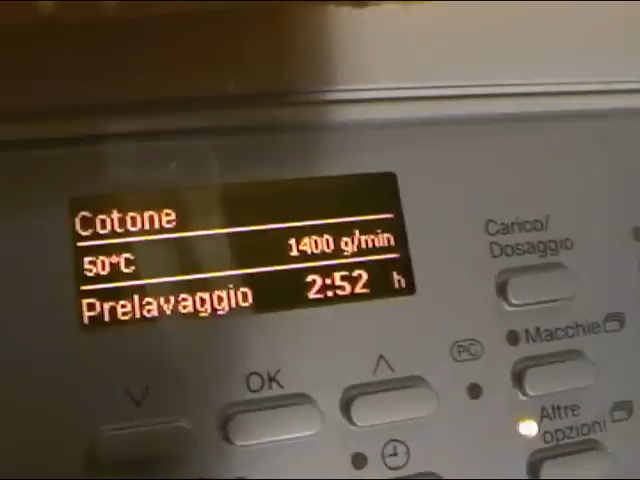 Cotone
50°C 1400 g/min
Prelavaggio 2:52 h
Carico/
Dosaggio
Macchie
PC
OK
Altre
opzioni